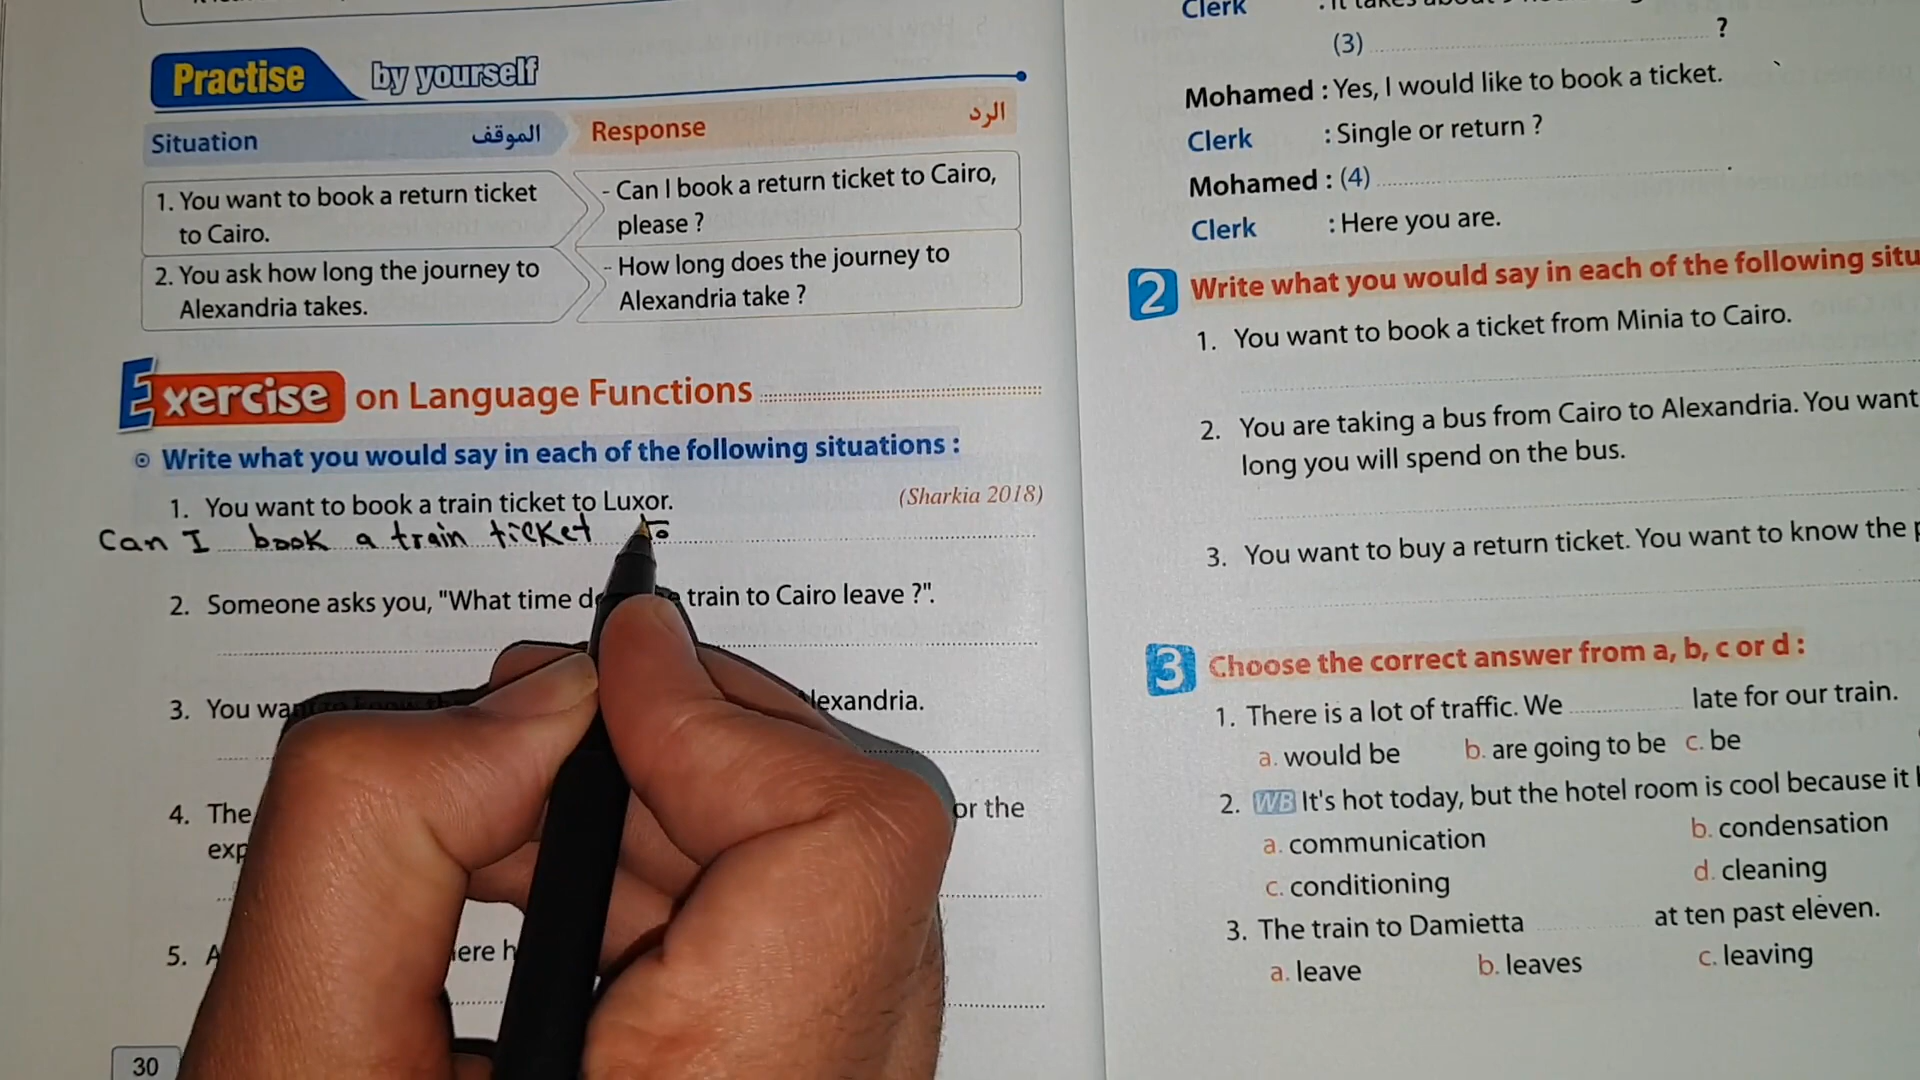 Practise by yourself
Situation الموقف Response الرد
1. You want to book a return ticket to Cairo.
- Can I book a return ticket to Cairo, please ?
2. You ask how long the journey to Alexandria takes.
- How long does the journey to Alexandria take ?
Exercise on Language Functions
Write what you would say in each of the following situations :
1. You want to book a train ticket to Luxor. (Sharkia 2018)
Can I book a train ticket to
2. Someone asks you, "What time train to Cairo leave ?".
3. You Alexandria.
4. The or the
5.
30
Clerk
(3) ?
Mohamed : Yes, I would like to book a ticket.
Clerk : Single or return ?
Mohamed : (4) .
Clerk : Here you are.
2 Write what you would say in each of the following
1. You want to book a ticket from Minia to Cairo.
2. You are taking a bus from Cairo to Alexandria. You want
long you will spend on the bus.
3. You want to buy a return ticket. You want to know the
3 Choose the correct answer from a, b, c or d :
1. There is a lot of traffic. We late for our train.
a. would be b. are going to be c. be
2. WB It's hot today, but the hotel room is cool because it
a. communication b. condensation
c. conditioning d. cleaning
3. The train to Damietta at ten past eleven.
a. leave b. leaves c. leaving